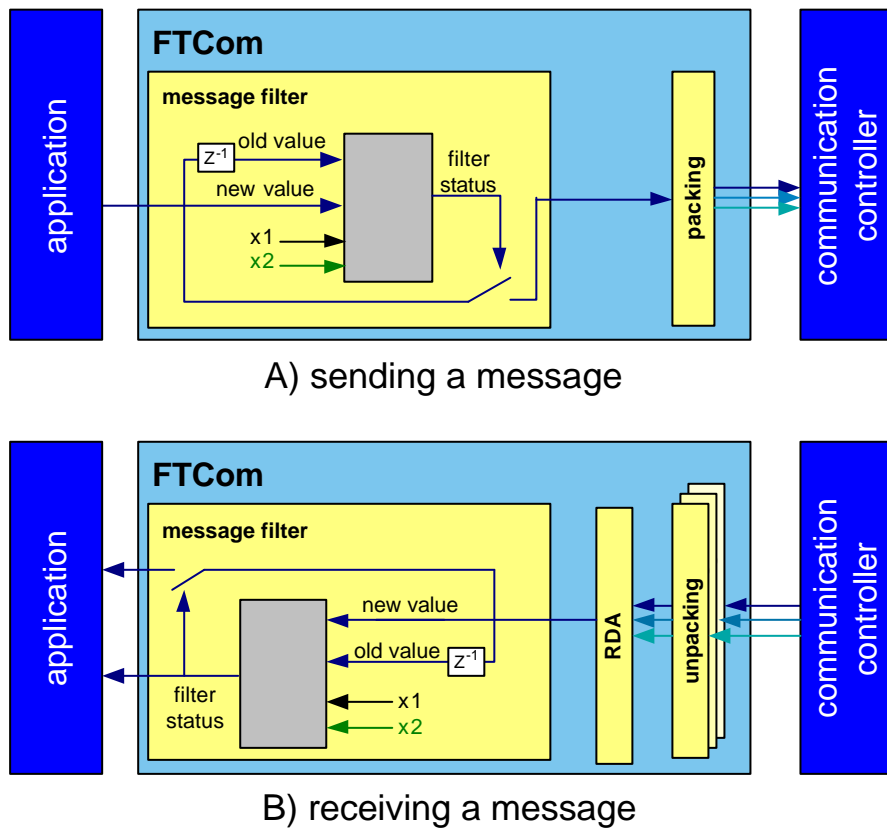 FTCom
application
message filter
Z-1
old value
new value
x1
x2
filter
status
packing
communication
controller
A) sending a message
FTCom
application
message filter
new value
old value
Z-1
filter
status
x1
x2
RDA
unpacking
communication
controller
B) receiving a message